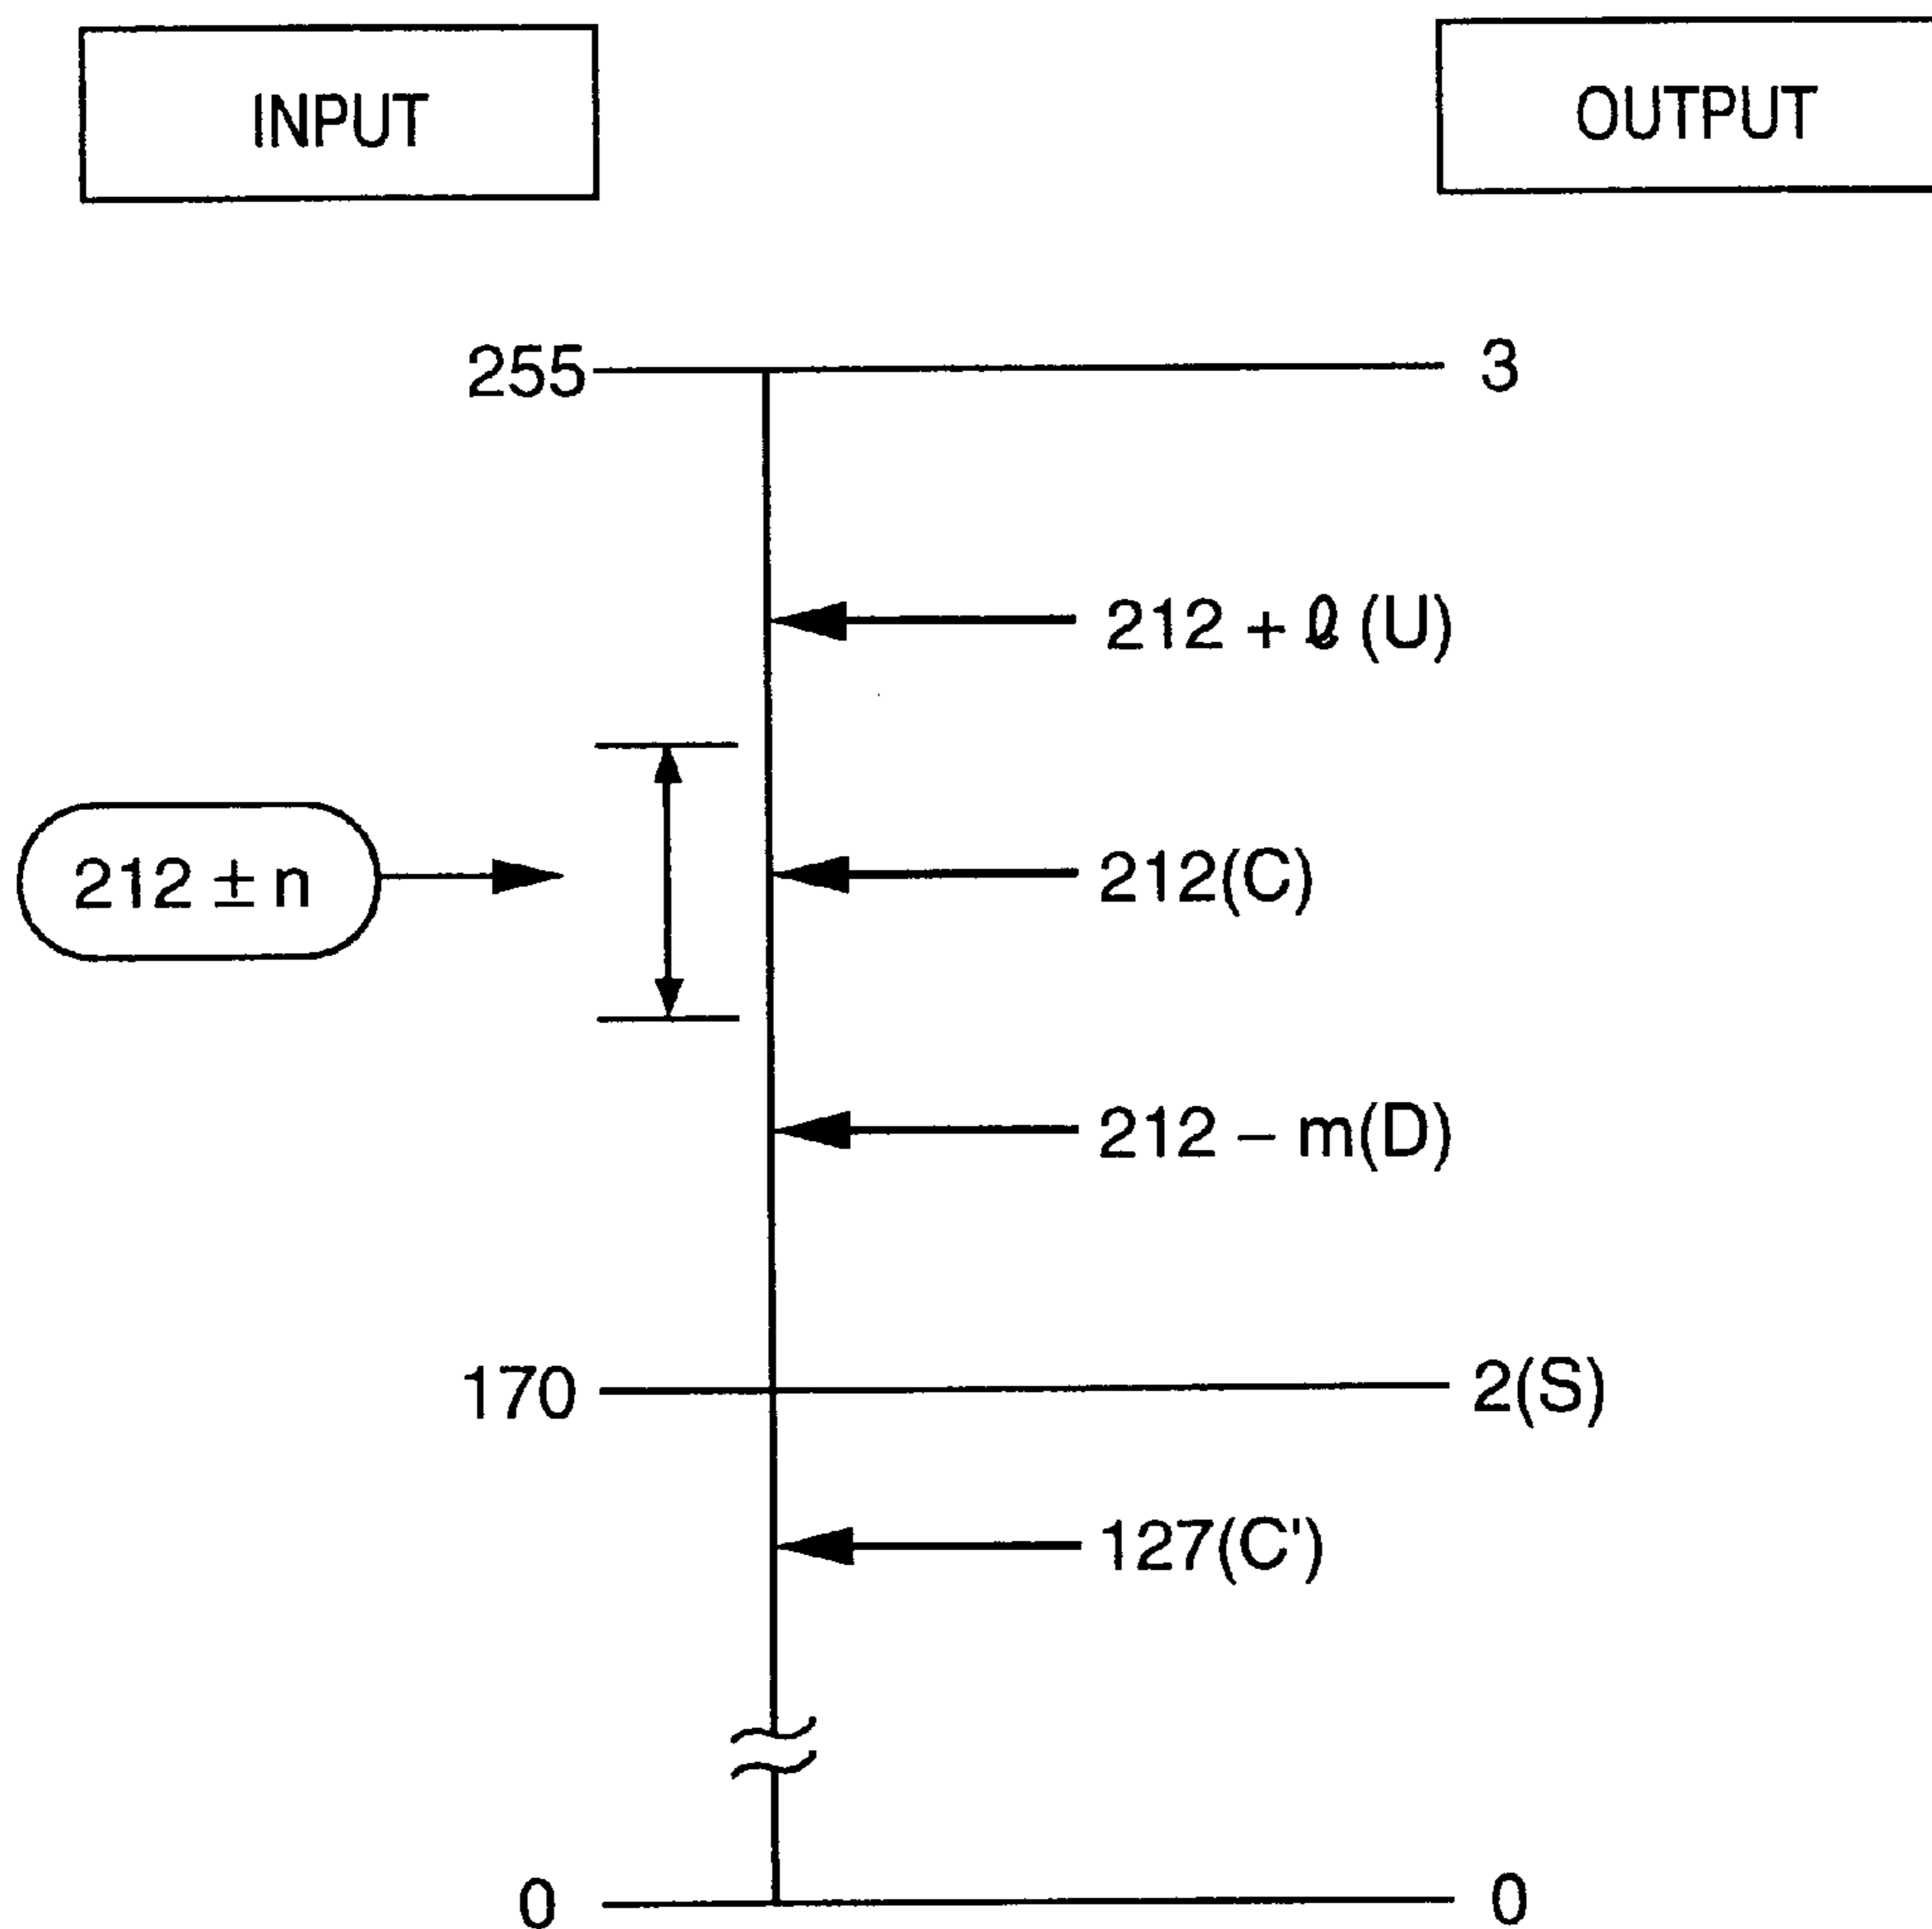 INPUT
OUTPUT
255
3
212 + ℓ (U)
212 ± n
212(C)
212 – m(D)
170
2(S)
127(C')
0
0